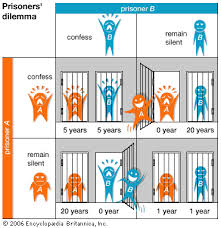 Prisoners'
dilemma
prisoner B
confess
remain
silent
B
B
prisoner A
confess
A
A
B
A
B
5 years
5 years
0 year
20 years
remain
silent
A
B
A
B
20 years
0 year
1 year
1 year
© 2006 Encyclopædia Britannica, Inc.